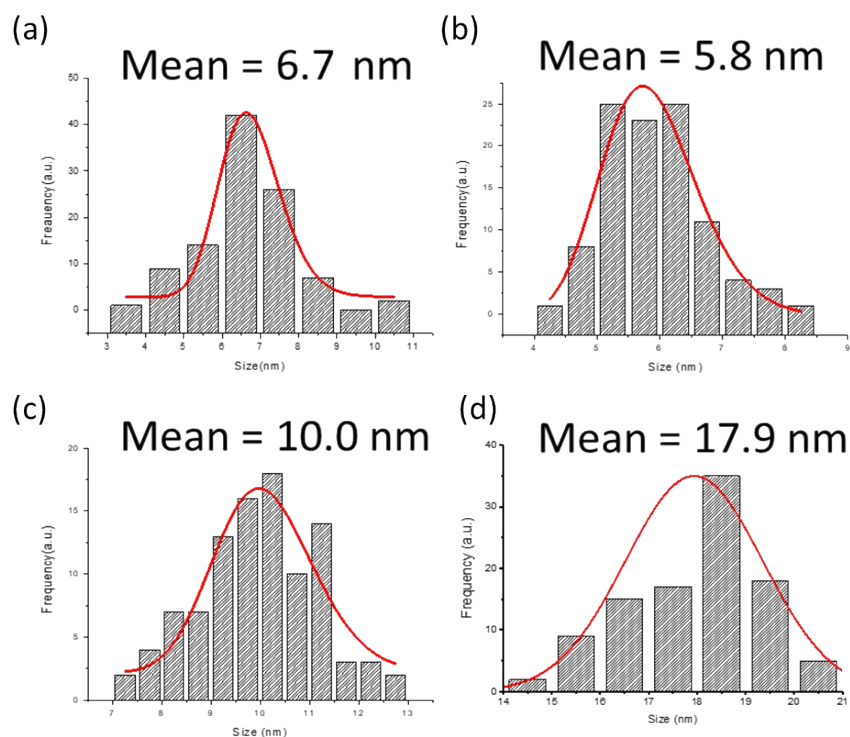 (a)
Mean = 6.7 nm
50
40
30
20
10
0
Freauency(a.u.)
3 4 5 6 7 8 9 10 11
Size(nm)
(b)
Mean = 5.8 nm
25
20
15
10
5
0
Frequency(a.u.)
4 5 6 7 8 9
Size (nm)
(c)
Mean = 10.0 nm
20
15
10
5
0
Frequency(a.u.)
7 8 9 10 11 12 13
Size (nm)
(d)
Mean = 17.9 nm
40
30
20
10
0
Frequency (a.u.)
14 15 16 17 18 19 20 21
Size (nm)